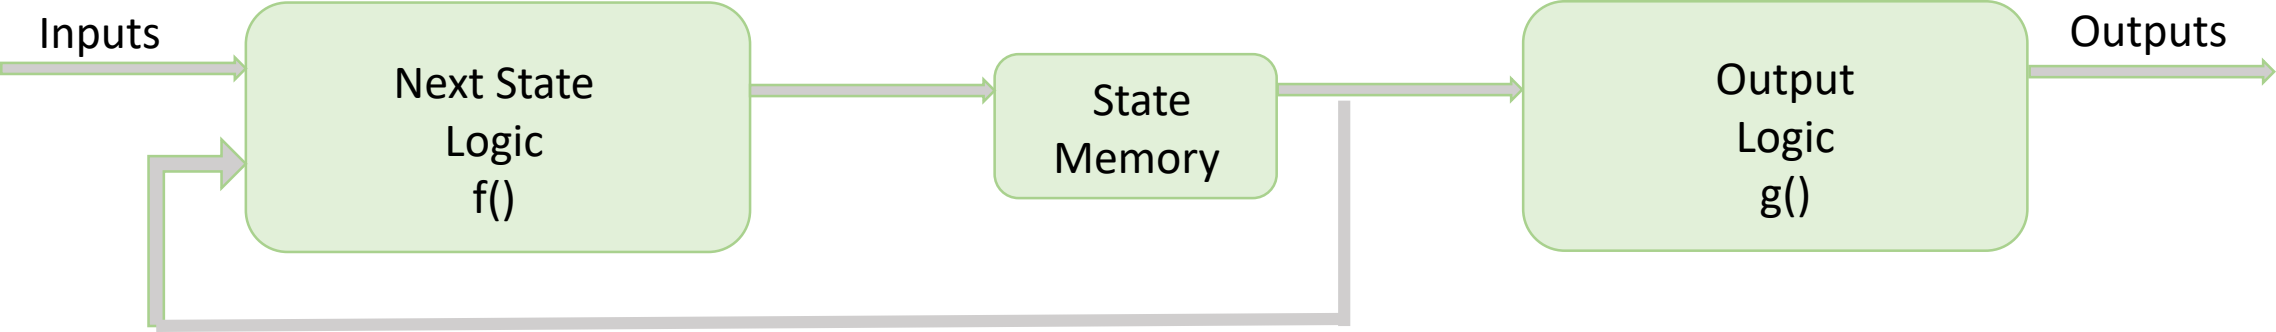 Inputs
Next State
Logic
f()
State
Memory
Output
Logic
g()
Outputs